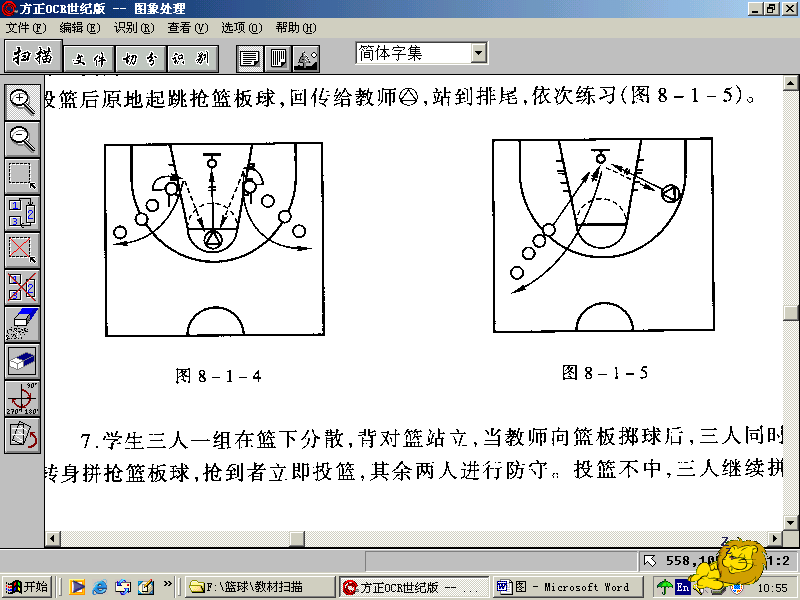 方正OCR世纪版 -- 图象处理
文件(F) 编辑(E) 识别(R) 查看(V) 选项(O) 帮助(H)
扫描 文件 切分 识别 简体字集
投篮后原地起跳抢篮板球,回传给教师,站到排尾,依次练习(图8-1-5)。
图8-1-4 图8-1-5
7.学生三人一组在篮下分散,背对篮站立,当教师向篮板掷球后,三人同时
转身拼抢篮板球,抢到者立即投篮,其余两人进行防守。投篮不中,三人继续拼
1 2 3
1 2 3
90°
270° 180°
开始 F:\篮球\教材扫描 方正OCR世纪版 -- ... 图 - Microsoft Word En 10:55